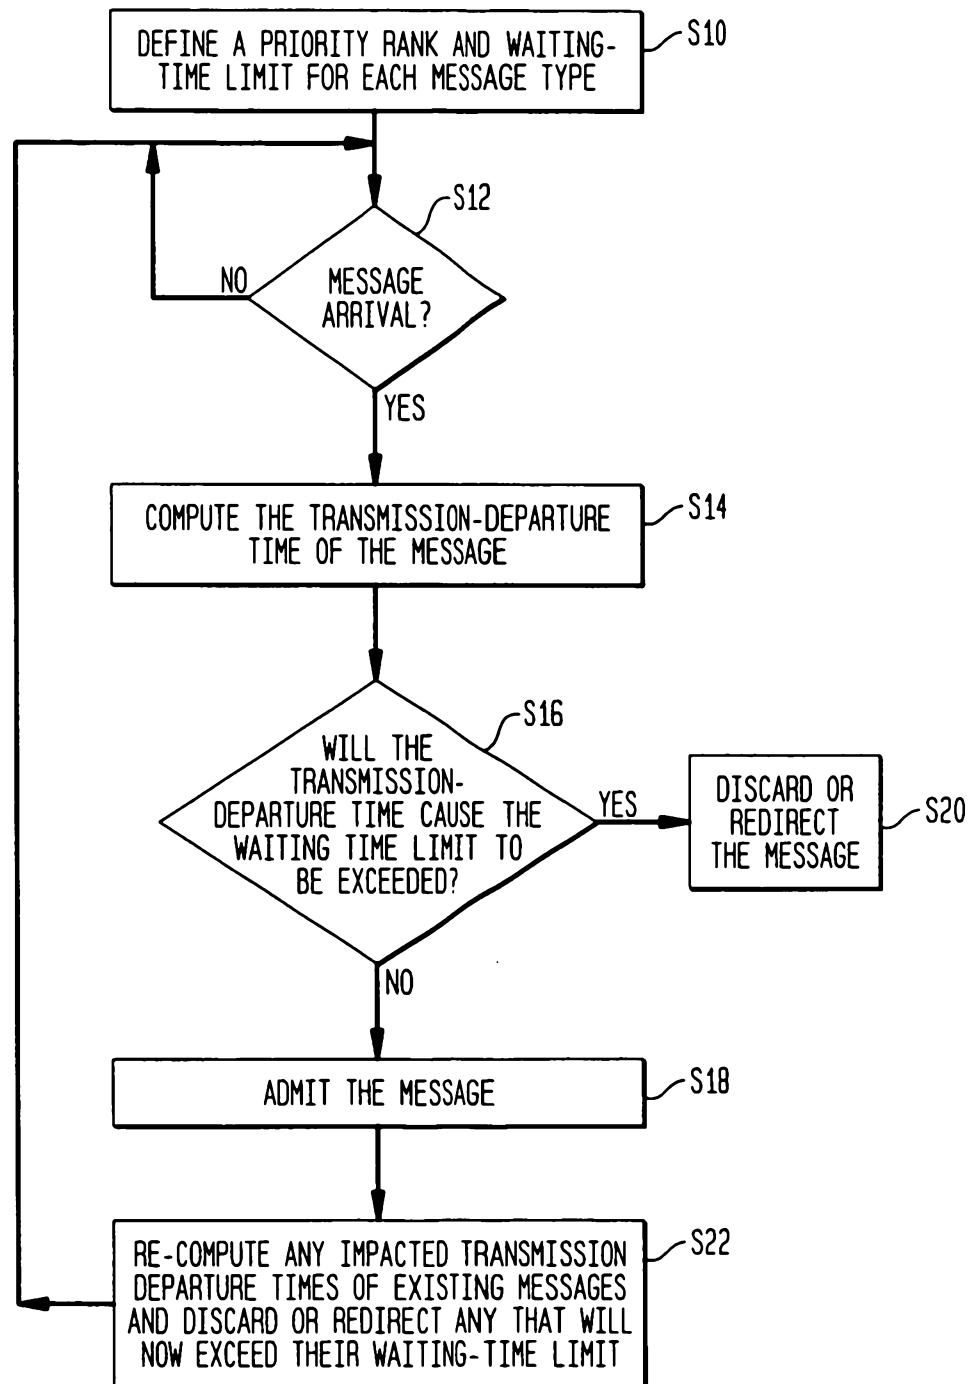 DEFINE A PRIORITY RANK AND WAITING-
TIME LIMIT FOR EACH MESSAGE TYPE
S10
S12
NO
MESSAGE
ARRIVAL?
YES
COMPUTE THE TRANSMISSION-DEPARTURE
TIME OF THE MESSAGE
S14
S16
WILL THE
TRANSMISSION-
DEPARTURE TIME CAUSE THE
WAITING TIME LIMIT TO
BE EXCEEDED?
YES
DISCARD OR
REDIRECT
THE MESSAGE
S20
NO
ADMIT THE MESSAGE
S18
RE-COMPUTE ANY IMPACTED TRANSMISSION
DEPARTURE TIMES OF EXISTING MESSAGES
AND DISCARD OR REDIRECT ANY THAT WILL
NOW EXCEED THEIR WAITING-TIME LIMIT
S22